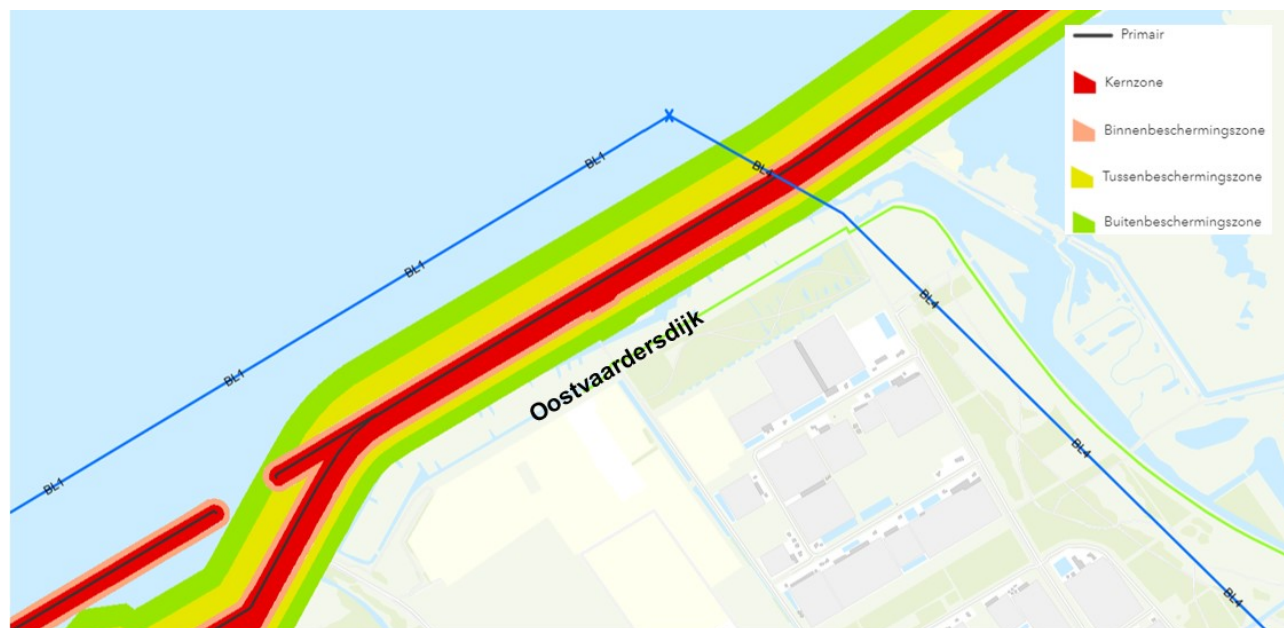 Primair
Kernzone
Binnenbeschermingszone
Tussenbeschermingszone
Buitenbeschermingszone
BL1
BL4
BL1
BL4
BL1
Oostvaardersdijk
BL4
BL1
BL4